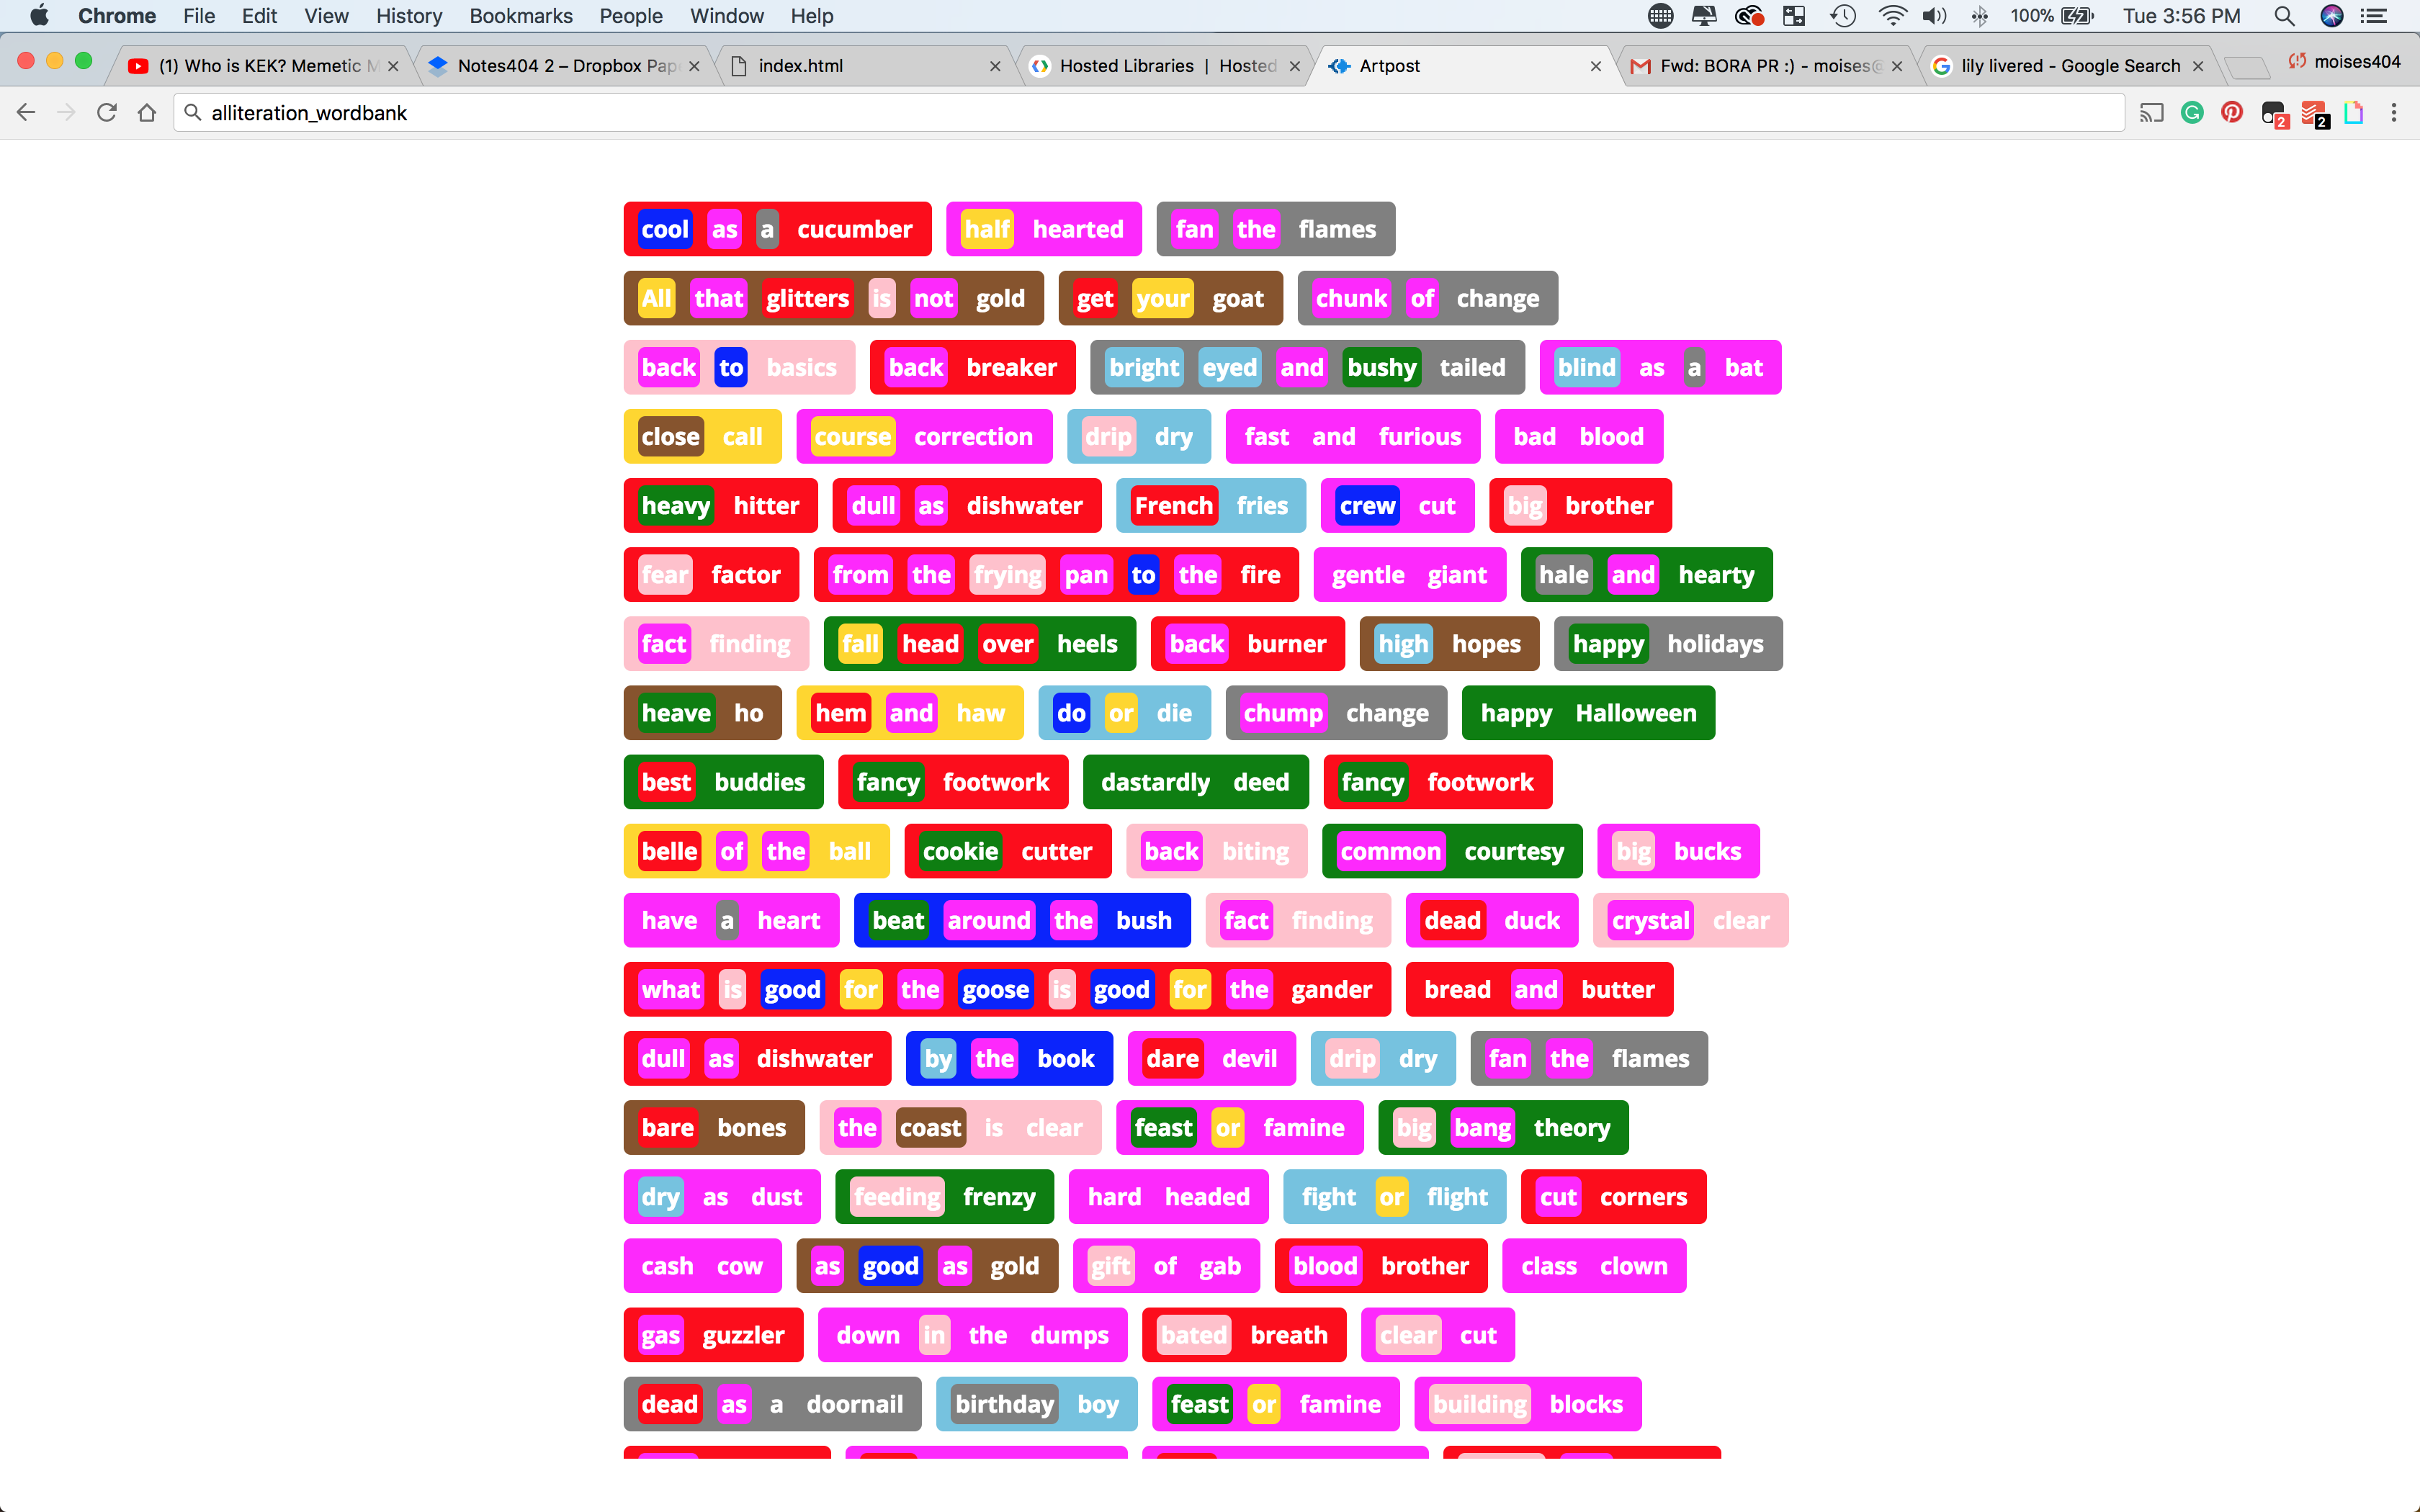 Chrome File Edit View History Bookmarks People Window Help 100% Tue 3:56 PM
(1) Who is KEK? Memetic M Notes404 2 – Dropbox Pap index.html Hosted Libraries | Hosted Artpost Fwd: BORA PR :) - moises@ lily livered - Google Search moises404
alliteration_wordbank 2 2
cool as a cucumber half hearted fan the flames
All that glitters is not gold get your goat chunk of change
back to basics back breaker bright eyed and bushy tailed blind as a bat
close call course correction drip dry fast and furious bad blood
heavy hitter dull as dishwater French fries crew cut big brother
fear factor from the frying pan to the fire gentle giant hale and hearty
fact finding fall head over heels back burner high hopes happy holidays
heave ho hem and haw do or die chump change happy Halloween
best buddies fancy footwork dastardly deed fancy footwork
belle of the ball cookie cutter back biting common courtesy big bucks
have a heart beat around the bush fact finding dead duck crystal clear
what is good for the goose is good for the gander bread and butter
dull as dishwater by the book dare devil drip dry fan the flames
bare bones the coast is clear feast or famine big bang theory
dry as dust feeding frenzy hard headed fight or flight cut corners
cash cow as good as gold gift of gab blood brother class clown
gas guzzler down in the dumps bated breath clear cut
dead as a doornail birthday boy feast or famine building blocks